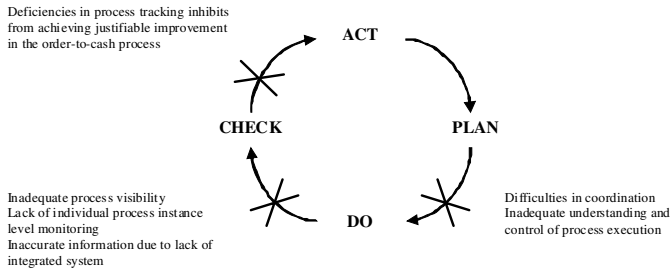 Deficiencies in process tracking inhibits
from achieving justifiable improvement
in the order-to-cash process
ACT
CHECK
PLAN
Inadequate process visibility
Lack of individual process instance
level monitoring
Inaccurate information due to lack of
integrated system
DO
Difficulties in coordination
Inadequate understanding and
control of process execution